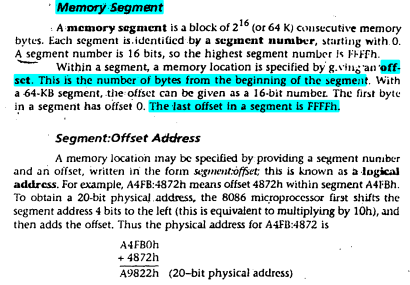 Memory Segment
A memory segment is a block of 2^16 (or 64 K) consecutive memory
bytes. Each segment is identified by a segment number, starting with 0.
A segment number is 16 bits, so the highest segment number is FFFFh.
Within a segment, a memory location is specified by giving an off-
set. This is the number of bytes from the beginning of the segment. With
a 64-KB segment, the offset can be given as a 16-bit number. The first byte
in a segment has offset 0. The last offset in a segment is FFFFh.
Segment:Offset Address
A memory location may be specified by providing a segment number
and an offset, written in the form segment:offset; this is known as a logical
address. For example, A4FB:4872h means offset 4872h within segment A4FBh.
To obtain a 20-bit physical address, the 8086 microprocessor first shifts the
segment address 4 bits to the left (this is equivalent to multiplying by 10h), and
then adds the offset. Thus the physical address for A4FB:4872 is
A4FB0h
+ 4872h
A9822h (20-bit physical address)